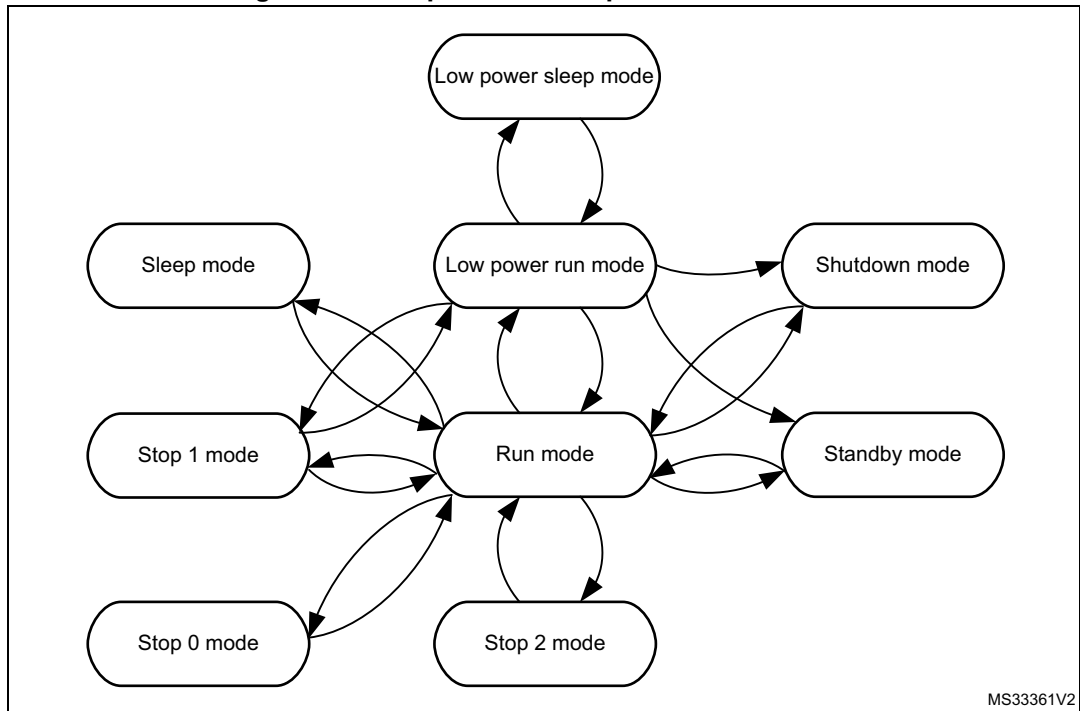 Low power sleep mode
Sleep mode
Low power run mode
Shutdown mode
Stop 1 mode
Run mode
Standby mode
Stop 0 mode
Stop 2 mode
MS33361V2